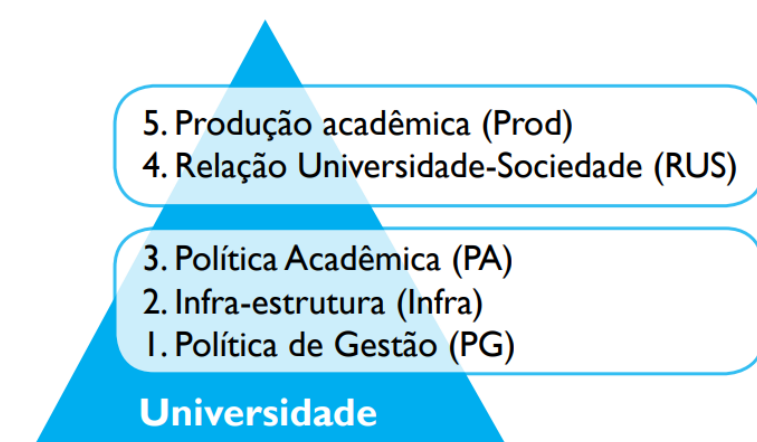 5. Produção acadêmica (Prod)
4. Relação Universidade-Sociedade (RUS)
3. Política Acadêmica (PA)
2. Infra-estrutura (Infra)
1. Política de Gestão (PG)
Universidade